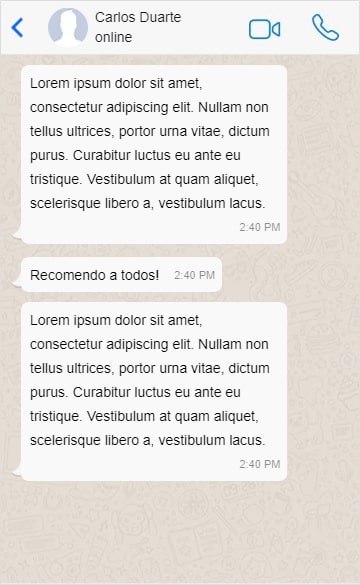 Carlos Duarte
online
Lorem ipsum dolor sit amet,
consectetur adipiscing elit. Nullam non
tellus ultrices, portor urna vitae, dictum
purus. Curabitur luctus eu ante eu
tristique. Vestibulum at quam aliquet,
scelerisque libero a, vestibulum lacus.
2:40 PM
Recomendo a todos! 2:40 PM
Lorem ipsum dolor sit amet,
consectetur adipiscing elit. Nullam non
tellus ultrices, portor urna vitae, dictum
purus. Curabitur luctus eu ante eu
tristique. Vestibulum at quam aliquet,
scelerisque libero a, vestibulum lacus.
2:40 PM